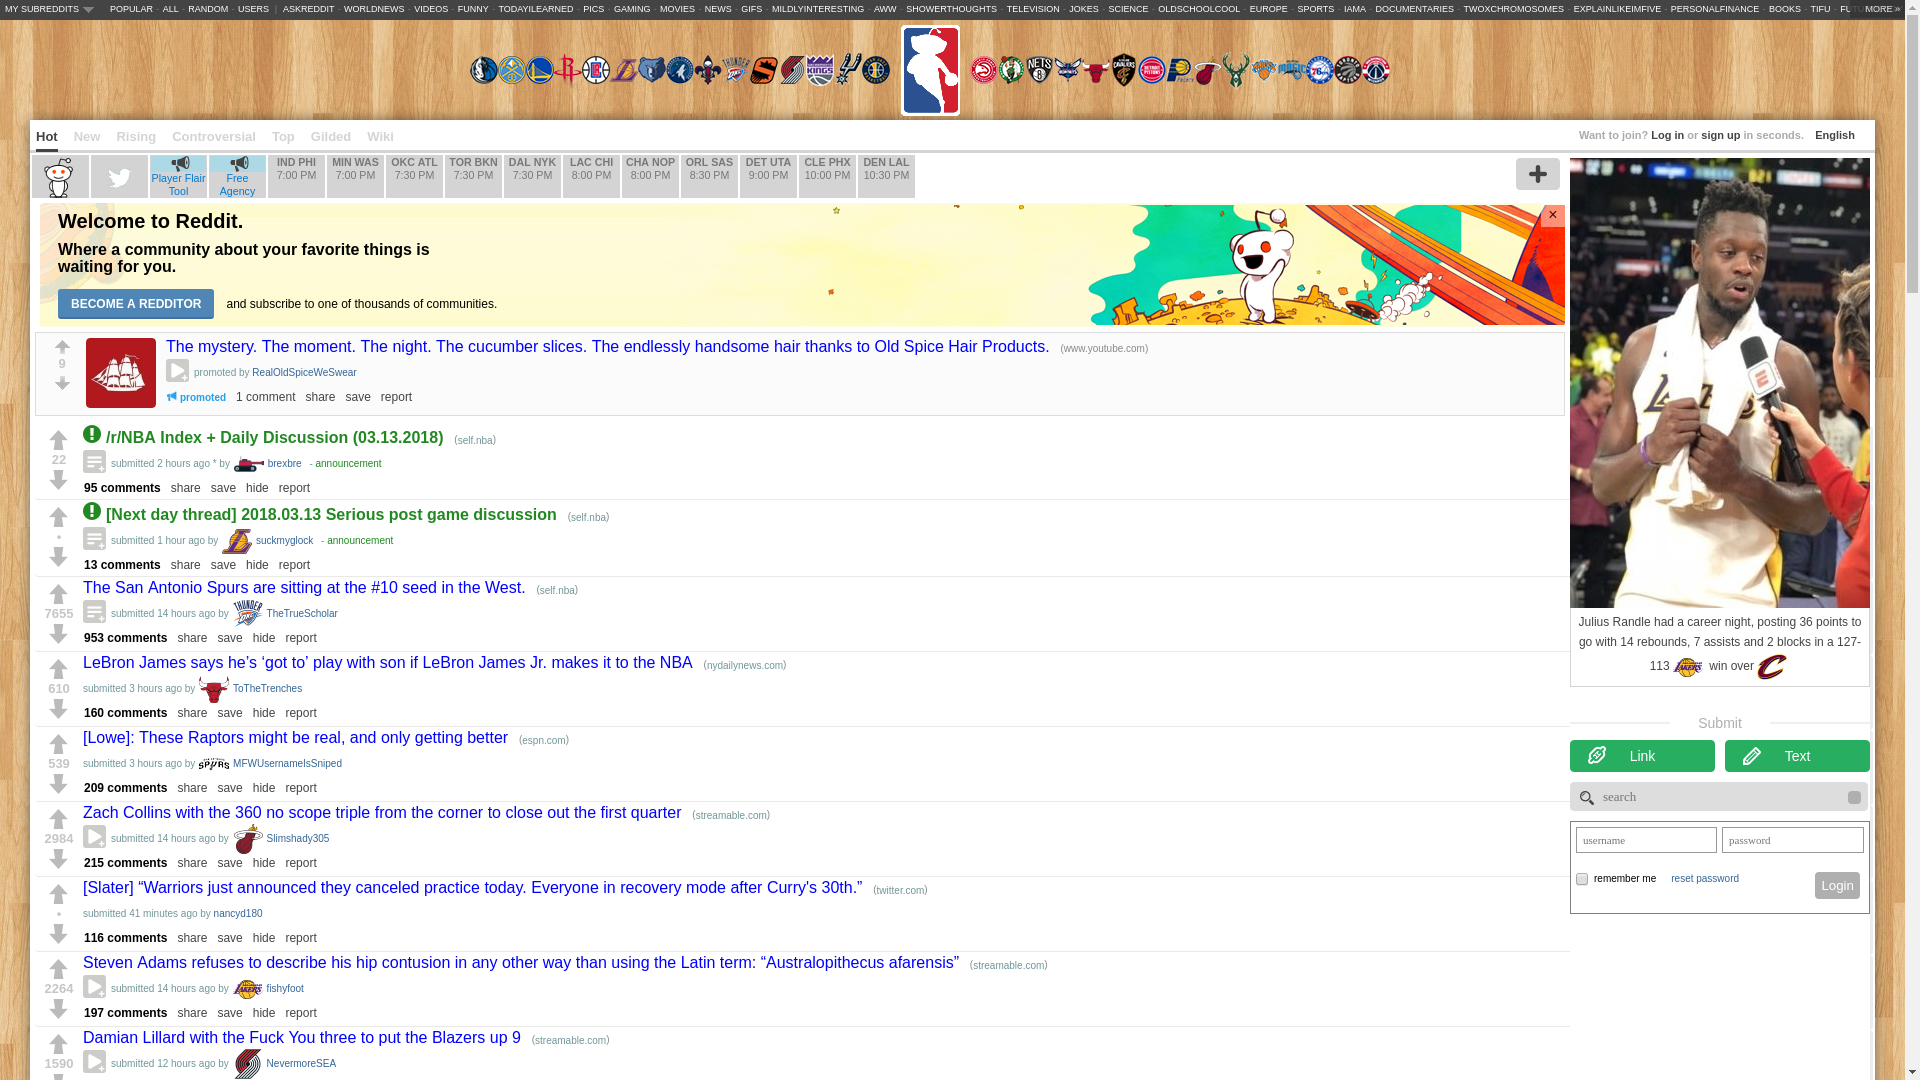 MY SUBREDDITS POPULAR - ALL - RANDOM - USERS | ASKREDDIT - WORLDNEWS - VIDEOS - FUNNY - TODAYILEARNED - PICS - GAMING - MOVIES - NEWS - GIFS - MILDLYINTERESTING - AWW - SHOWERTHOUGHTS - TELEVISION - JOKES - SCIENCE - OLDSCHOOLCOOL - EUROPE - SPORTS - IAMA - DOCUMENTARIES - TWOXCHROMOSOMES - EXPLAINLIKEIMFIVE - PERSONALFINANCE - BOOKS - TIFU - MORE »
Hot New Rising Controversial Top Gilded Wiki
Want to join? Log in or sign up in seconds. English
Player Flair Tool
Free Agency
IND PHI 7:00 PM
MIN WAS 7:00 PM
OKC ATL 7:30 PM
TOR BKN 7:30 PM
DAL NYK 7:30 PM
LAC CHI 8:00 PM
CHA NOP 8:00 PM
ORL SAS 8:30 PM
DET UTA 9:00 PM
CLE PHX 10:00 PM
DEN LAL 10:30 PM
Welcome to Reddit.
Where a community about your favorite things is
waiting for you.
BECOME A REDDITOR and subscribe to one of thousands of communities.
×
9
The mystery. The moment. The night. The cucumber slices. The endlessly handsome hair thanks to Old Spice Hair Products. (www.youtube.com)
promoted by RealOldSpiceWeSwear
promoted 1 comment share save report
22
/r/NBA Index + Daily Discussion (03.13.2018) (self.nba)
submitted 2 hours ago * by brexbre - announcement
95 comments share save hide report
•
[Next day thread] 2018.03.13 Serious post game discussion (self.nba)
submitted 1 hour ago by suckmyglock - announcement
13 comments share save hide report
7655
The San Antonio Spurs are sitting at the #10 seed in the West. (self.nba)
submitted 14 hours ago by TheTrueScholar
953 comments share save hide report
610
LeBron James says he’s ‘got to’ play with son if LeBron James Jr. makes it to the NBA (nydailynews.com)
submitted 3 hours ago by ToTheTrenches
160 comments share save hide report
539
[Lowe]: These Raptors might be real, and only getting better (espn.com)
submitted 3 hours ago by MFWUsernameIsSniped
209 comments share save hide report
2984
Zach Collins with the 360 no scope triple from the corner to close out the first quarter (streamable.com)
submitted 14 hours ago by Slimshady305
215 comments share save hide report
•
[Slater] “Warriors just announced they canceled practice today. Everyone in recovery mode after Curry's 30th.” (twitter.com)
submitted 41 minutes ago by nancyd180
116 comments share save hide report
2264
Steven Adams refuses to describe his hip contusion in any other way than using the Latin term: “Australopithecus afarensis” (streamable.com)
submitted 14 hours ago by fishyfoot
197 comments share save hide report
1590
Damian Lillard with the Fuck You three to put the Blazers up 9 (streamable.com)
submitted 12 hours ago by NevermoreSEA
Julius Randle had a career night, posting 36 points to
go with 14 rebounds, 7 assists and 2 blocks in a 127-
113 win over
Submit
Link Text
search
username password
remember me reset password Login